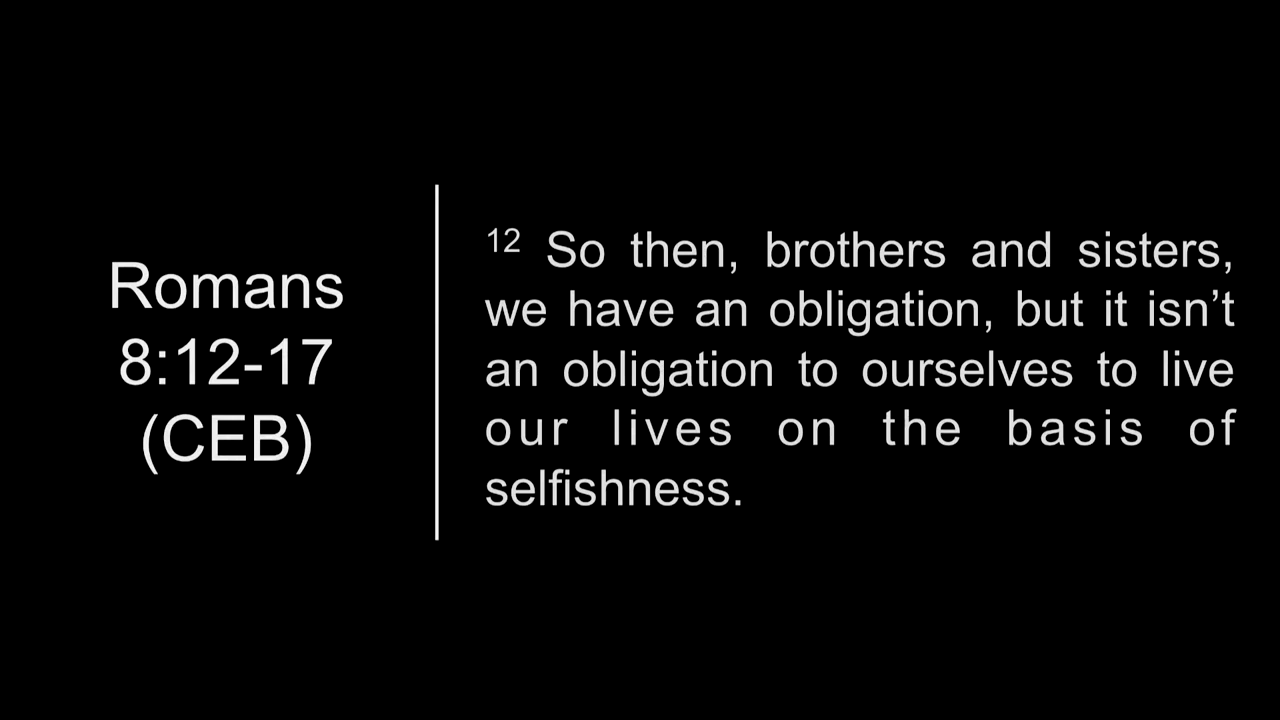 Romans
8:12-17
(CEB)
12 So then, brothers and sisters,
we have an obligation, but it isn’t
an obligation to ourselves to live
our lives on the basis of
selfishness.